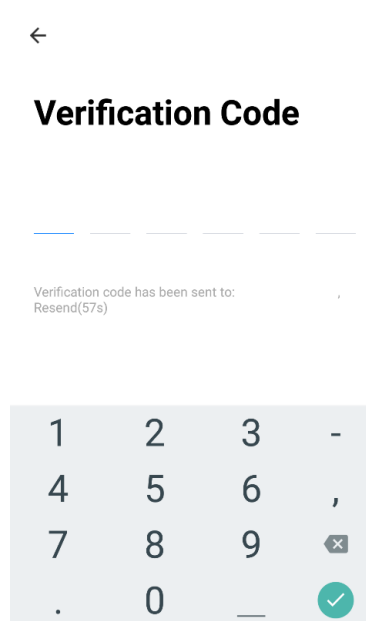 Verification Code
Verification code has been sent to: ,
Resend(57s)
1 2 3 -
4 5 6 ,
7 8 9
. 0 _